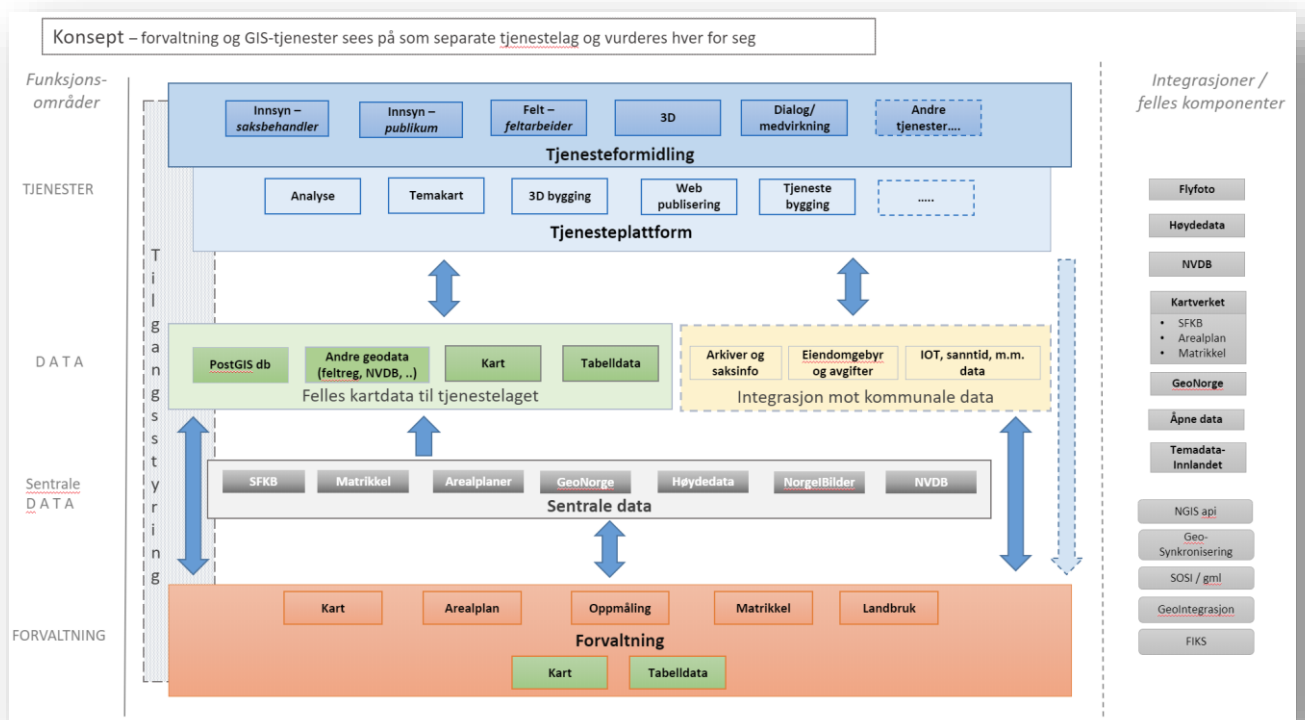 Konsept – forvaltning og GIS-tjenester sees på som separate tjenestelag og vurderes hver for seg
Funksjons-
områder
Integrasjoner /
felles komponenter
Innsyn –
saksbehandler
Innsyn –
publikum
Felt –
feltarbeider
3D
Dialog/
medvirkning
Andre
tjenester....
Tjenesteformidling
TJENESTER
Analyse
Temakart
3D bygging
Web
publisering
Tjeneste
bygging
.....
Tjenesteplattform
Tilgangsstyring
DATA
PostGIS db
Andre geodata
(feltreg, NVDB, ..)
Kart
Tabelldata
Felles kartdata til tjenestelaget
Arkiver og
saksinfo
Eiendomgebyr
og avgifter
IOT, sanntid, m.m.
data
Integrasjon mot kommunale data
Sentrale
DATA
SFKB
Matrikkel
Arealplaner
GeoNorge
Høydedata
NorgeIBilder
NVDB
Sentrale data
FORVALTNING
Kart
Arealplan
Oppmåling
Matrikkel
Landbruk
Forvaltning
Kart
Tabelldata
Flyfoto
Høydedata
NVDB
Kartverket
• SFKB
• Arealplan
• Matrikkel
GeoNorge
Åpne data
Temadata-
Innlandet
NGIS api
Geo-
Synkronisering
SOSI / gml
GeoIntegrasjon
FIKS